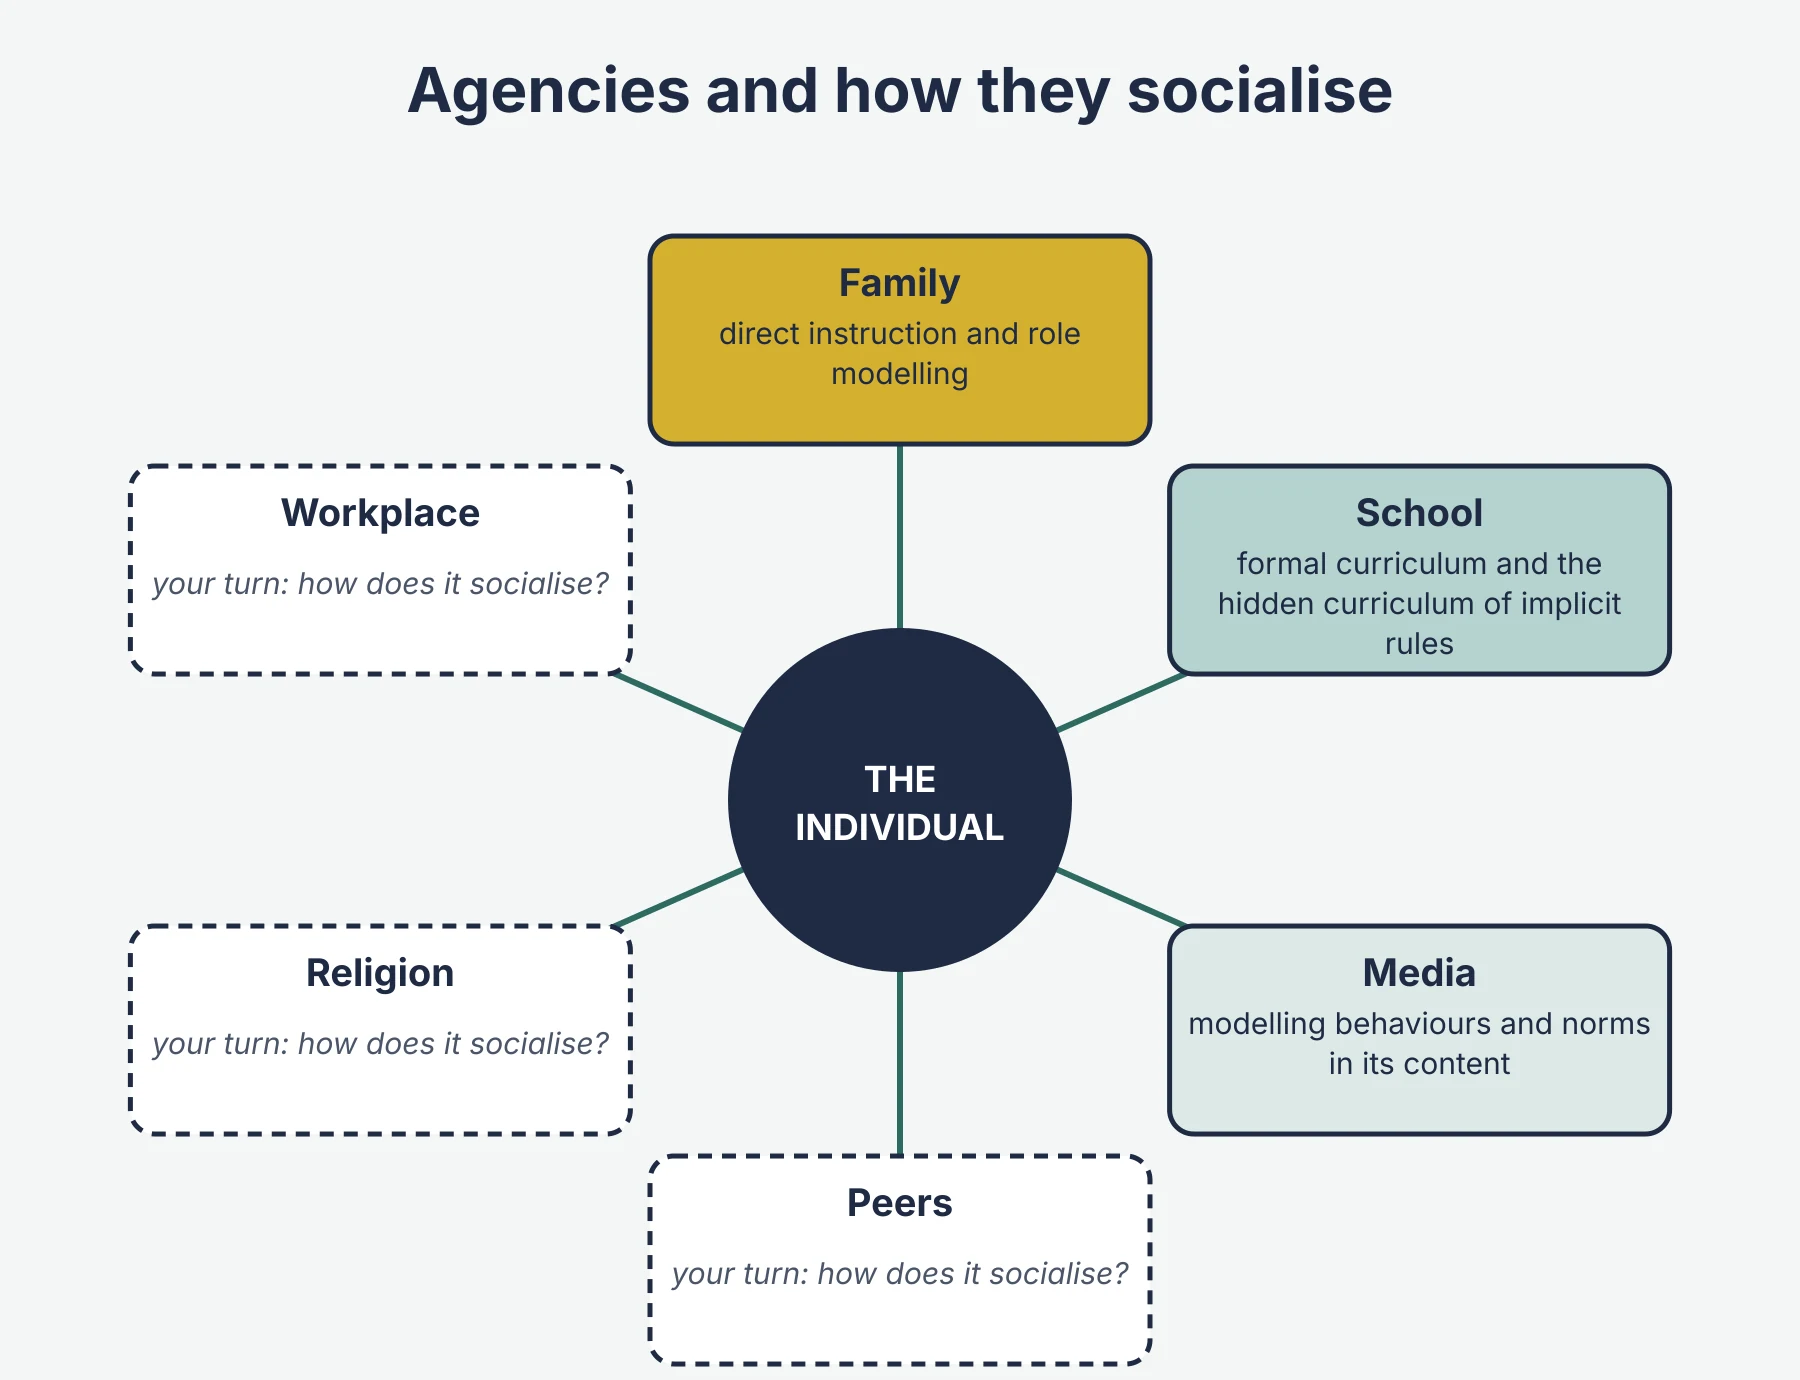 Agencies and how they socialise
Family
direct instruction and role
modelling
Workplace
your turn: how does it socialise?
School
formal curriculum and the
hidden curriculum of implicit
rules
THE
INDIVIDUAL
Religion
your turn: how does it socialise?
Media
modelling behaviours and norms
in its content
Peers
your turn: how does it socialise?